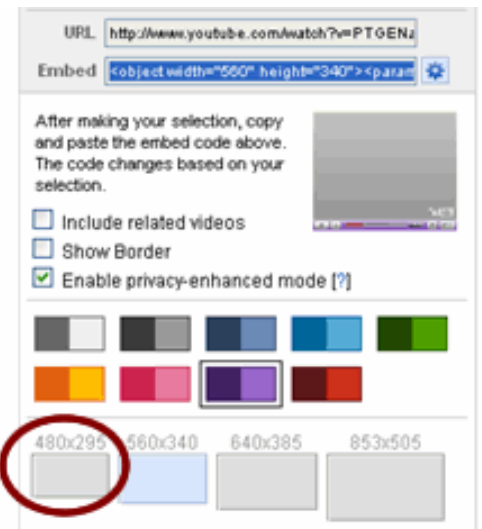 URL http://www.youtube.com/watch?v=PTGENa
Embed <object width="560" height="340"><param
After making your selection, copy
and paste the embed code above.
The code changes based on your
selection.
Include related videos
Show Border
Enable privacy-enhanced mode [?]
480x295 560x340 640x385 853x505